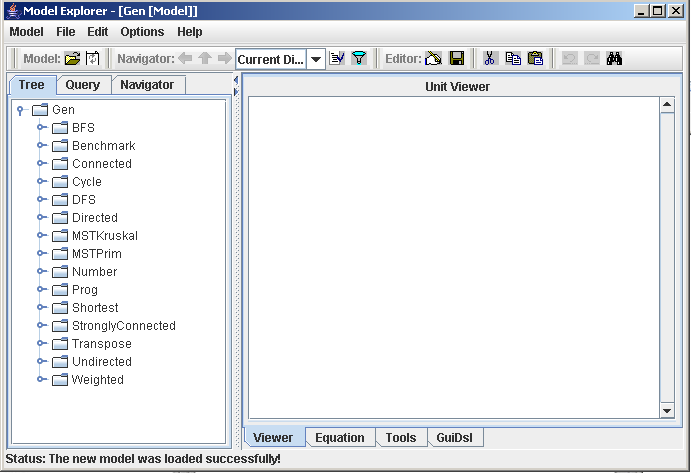 Model Explorer - [Gen [Model]]
Model File Edit Options Help
Model: Navigator: Current Di... Editor:
Tree Query Navigator
Unit Viewer
Gen
BFS
Benchmark
Connected
Cycle
DFS
Directed
MSTKruskal
MSTPrim
Number
Prog
Shortest
StronglyConnected
Transpose
Undirected
Weighted
Viewer Equation Tools GuiDsl
Status: The new model was loaded successfully!